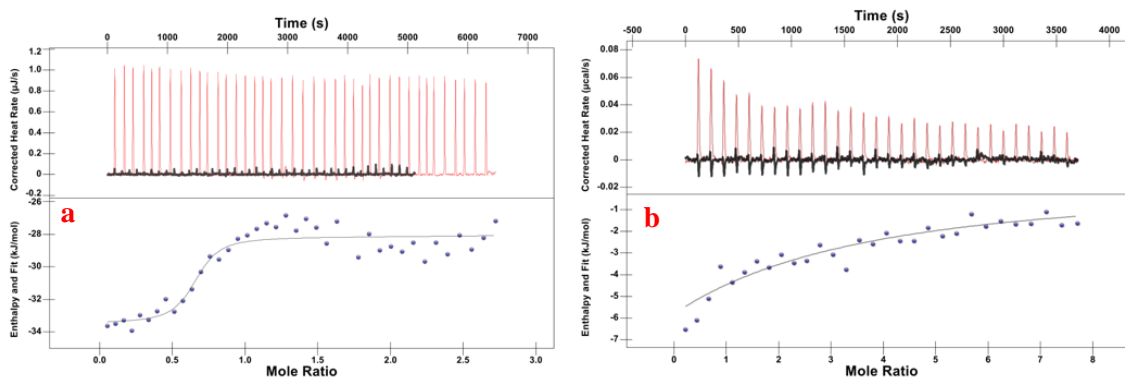 Time (s)
0 1000 2000 3000 4000 5000 6000 7000
Corrected Heat Rate (µJ/s)
1.2
1.0
0.8
0.6
0.4
0.2
0
-0.2
a
Enthalpy and Fit (kJ/mol)
-26
-28
-30
-32
-34
0.0 0.5 1.0 1.5 2.0 2.5 3.0
Mole Ratio
Time (s)
-500 0 500 1000 1500 2000 2500 3000 3500 4000
Corrected Heat Rate (µcal/s)
0.08
0.06
0.04
0.02
0
-0.02
b
Enthalpy and Fit (kJ/mol)
-1
-2
-3
-4
-5
-6
-7
0 1 2 3 4 5 6 7 8
Mole Ratio